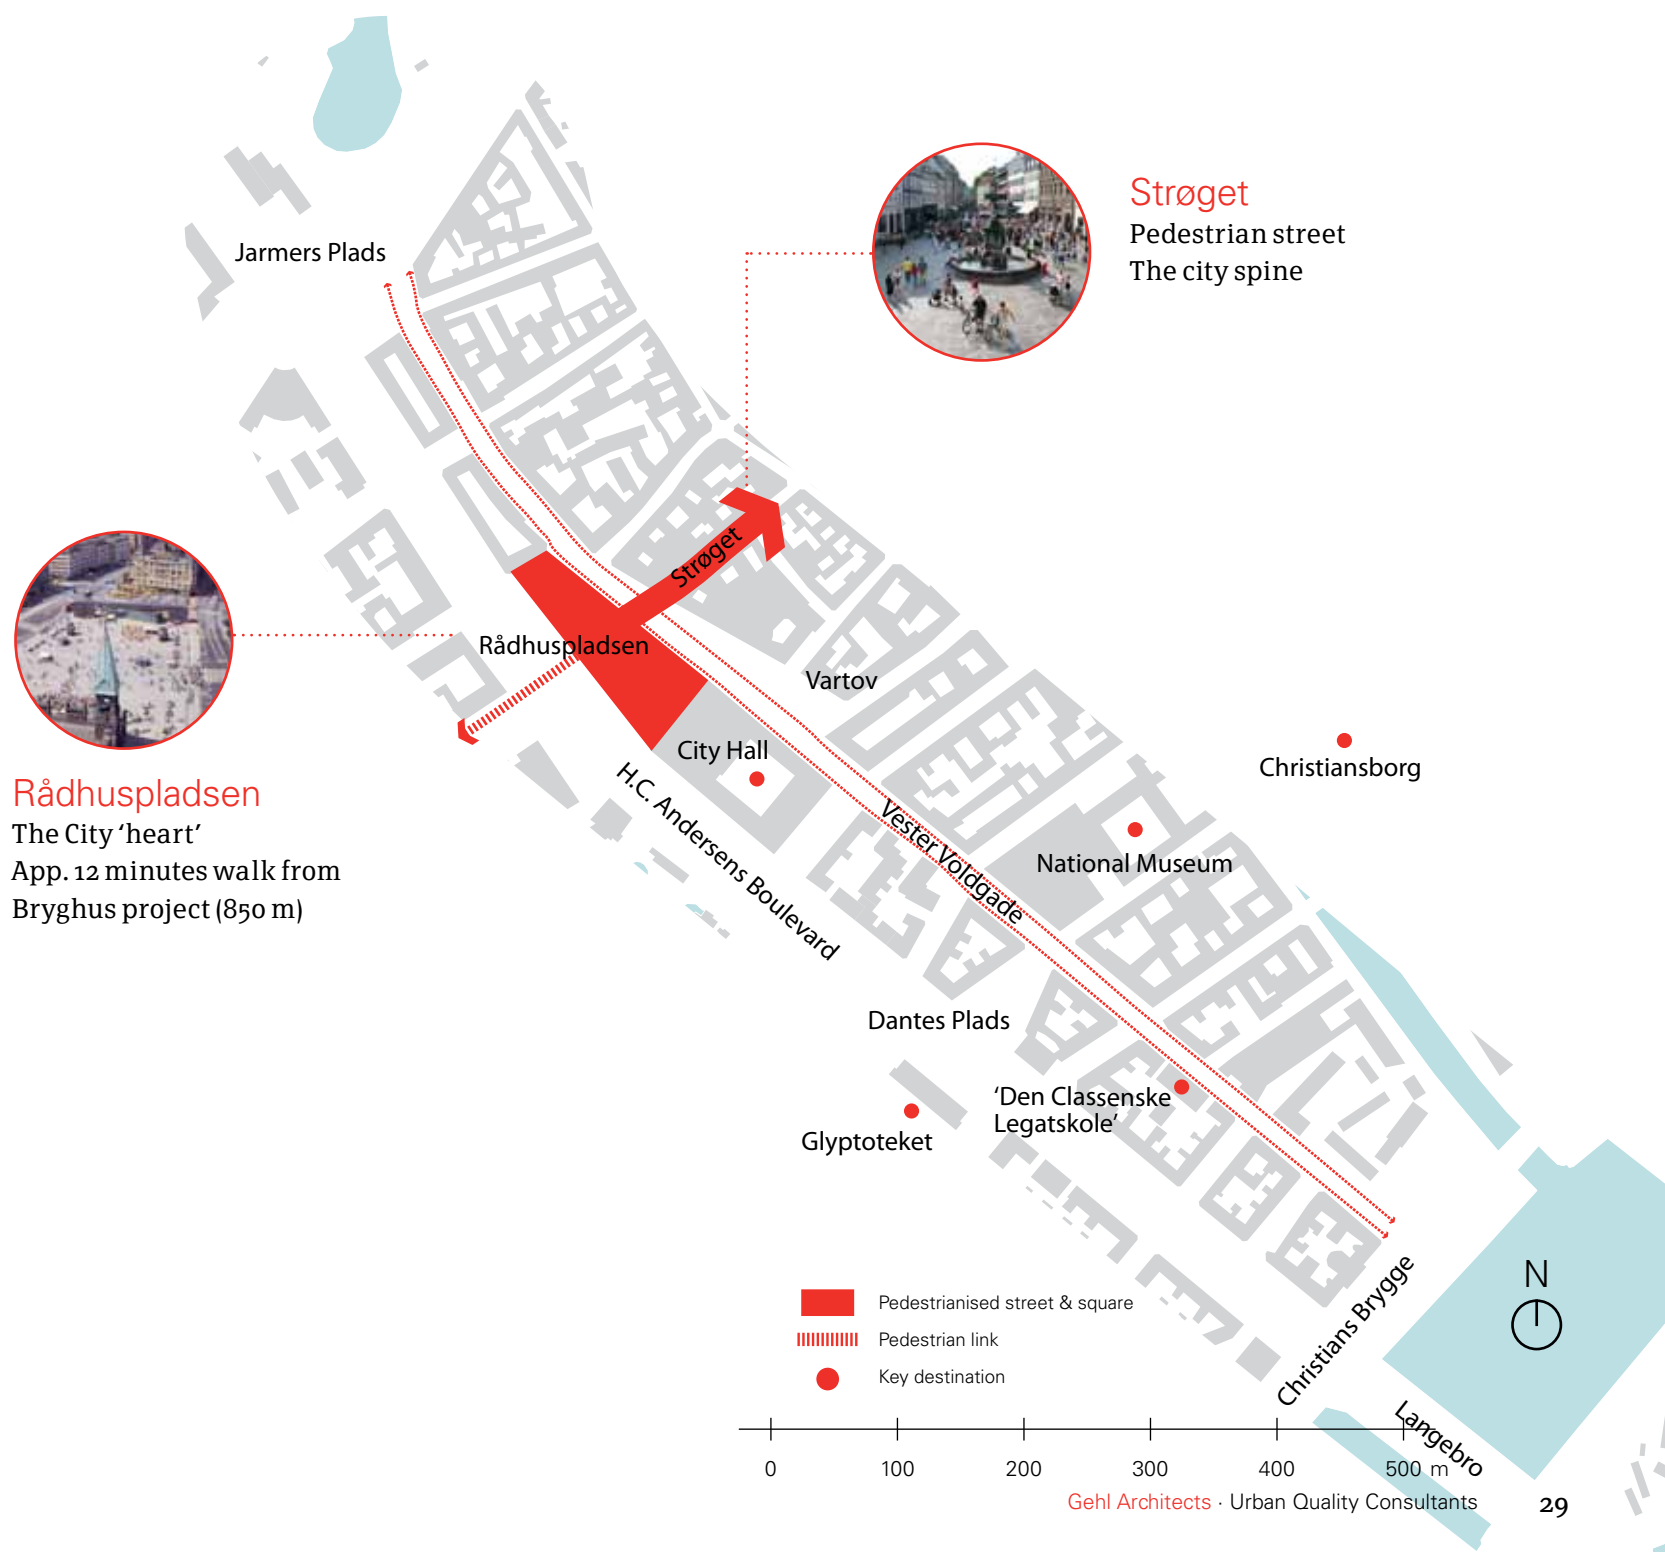 Strøget
Pedestrian street
The city spine
Jarmers Plads
Strøget
Rådhuspladsen
Vartov
City Hall
Christiansborg
Rådhuspladsen
The City ‘heart’
App. 12 minutes walk from
Bryghus project (850 m)
H.C. Andersens Boulevard
Vester Voldgade
National Museum
Dantes Plads
‘Den Classenske
Legatskole’
Glyptoteket
Christians Brygge
N
Langebro
Pedestrianised street & square
Pedestrian link
Key destination
0 100 200 300 400 500 m
Gehl Architects · Urban Quality Consultants 29